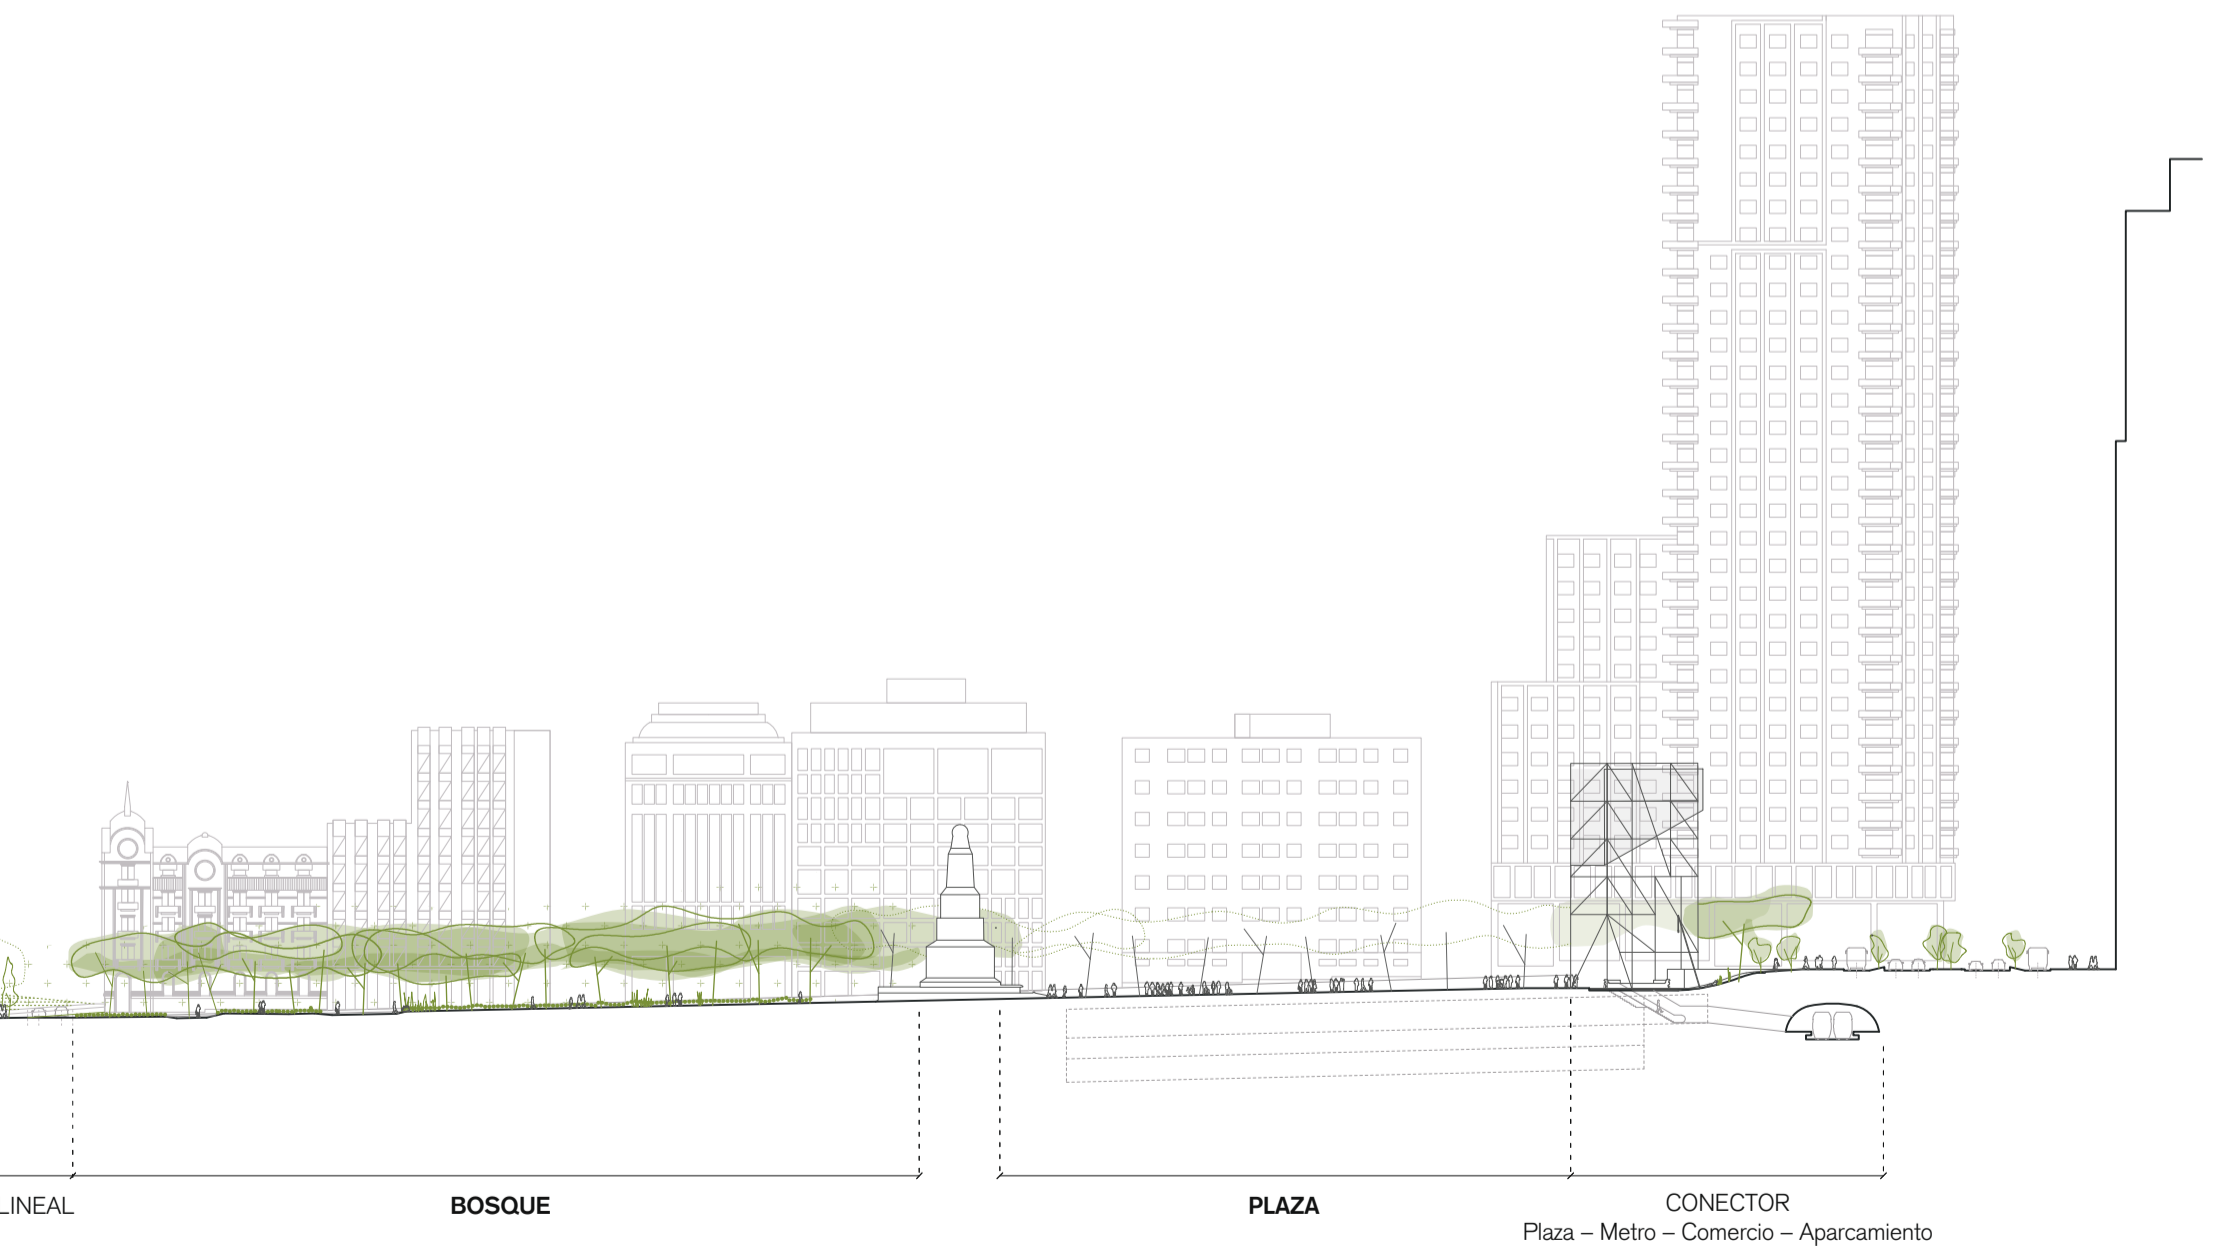 LINEAL
BOSQUE
PLAZA
CONECTOR
Plaza – Metro – Comercio – Aparcamiento